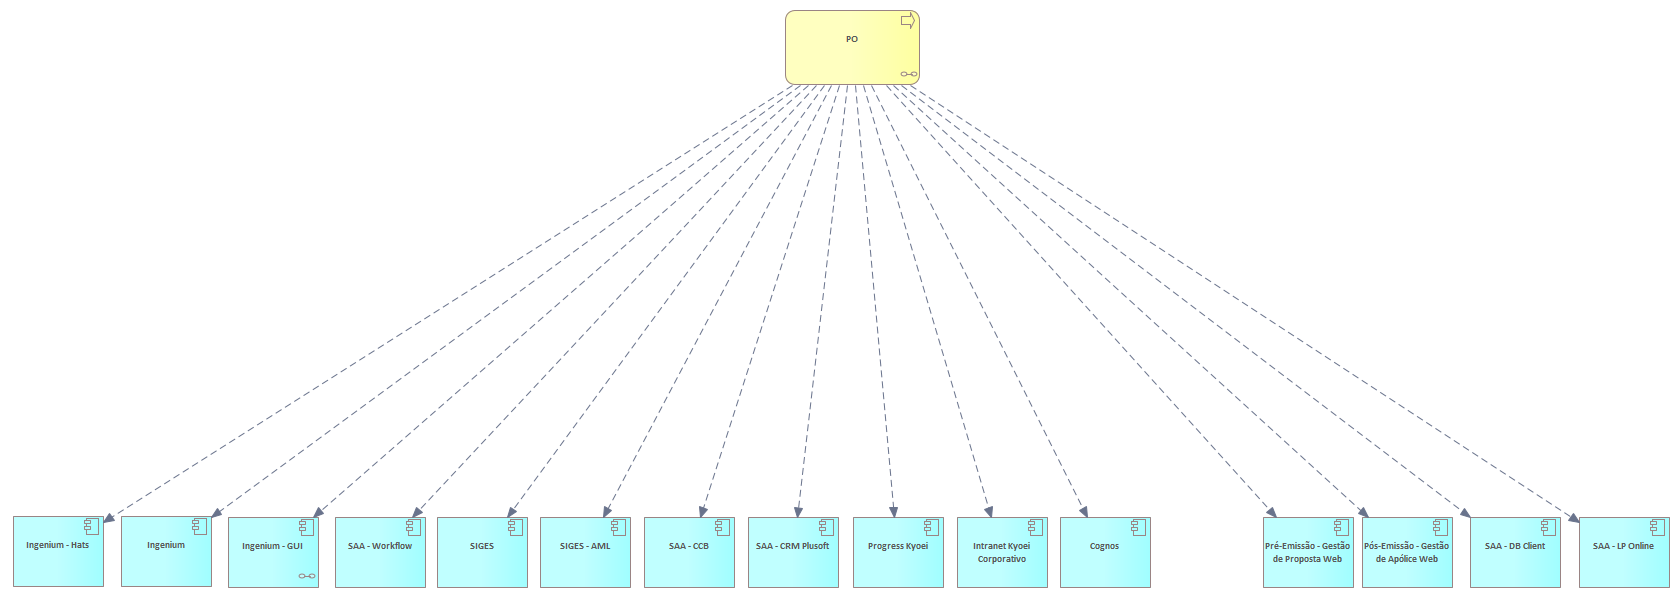 PO
Ingenium - Hats
Ingenium
Ingenium - GUI
SAA - Workflow
SIGES
SIGES - AML
SAA - CCB
SAA - CRM Plusoft
Progress Kyoei
Intranet Kyoei
Corporativo
Cognos
Pré-Emissão - Gestão
de Proposta Web
Pós-Emissão - Gestão
de Apólice Web
SAA - DB Client
SAA - LP Online